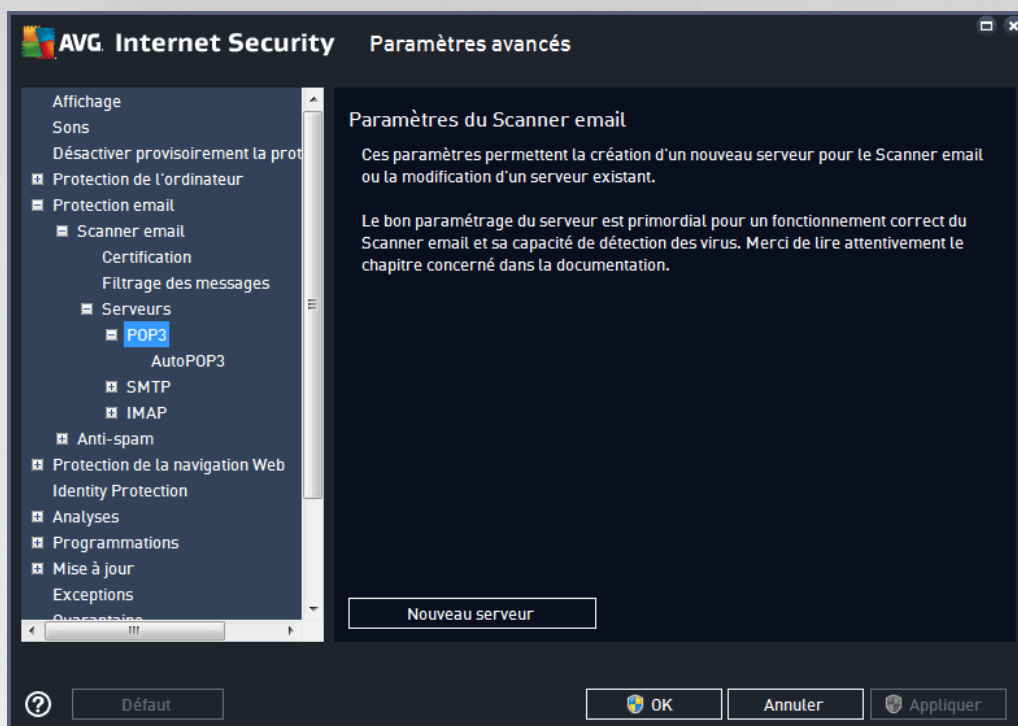 AVG. Internet Security Paramètres avancés
Affichage
Sons
Désactiver provisoirement la prot
Protection de l'ordinateur
Protection email
Scanner email
Certification
Filtrage des messages
Serveurs
POP3
AutoPOP3
SMTP
IMAP
Anti-spam
Protection de la navigation Web
Identity Protection
Analyses
Programmations
Mise à jour
Exceptions
Quarantaine
Paramètres du Scanner email
Ces paramètres permettent la création d'un nouveau serveur pour le Scanner email
ou la modification d'un serveur existant.
Le bon paramétrage du serveur est primordial pour un fonctionnement correct du
Scanner email et sa capacité de détection des virus. Merci de lire attentivement le
chapitre concerné dans la documentation.
Nouveau serveur
Défaut
OK
Annuler
Appliquer